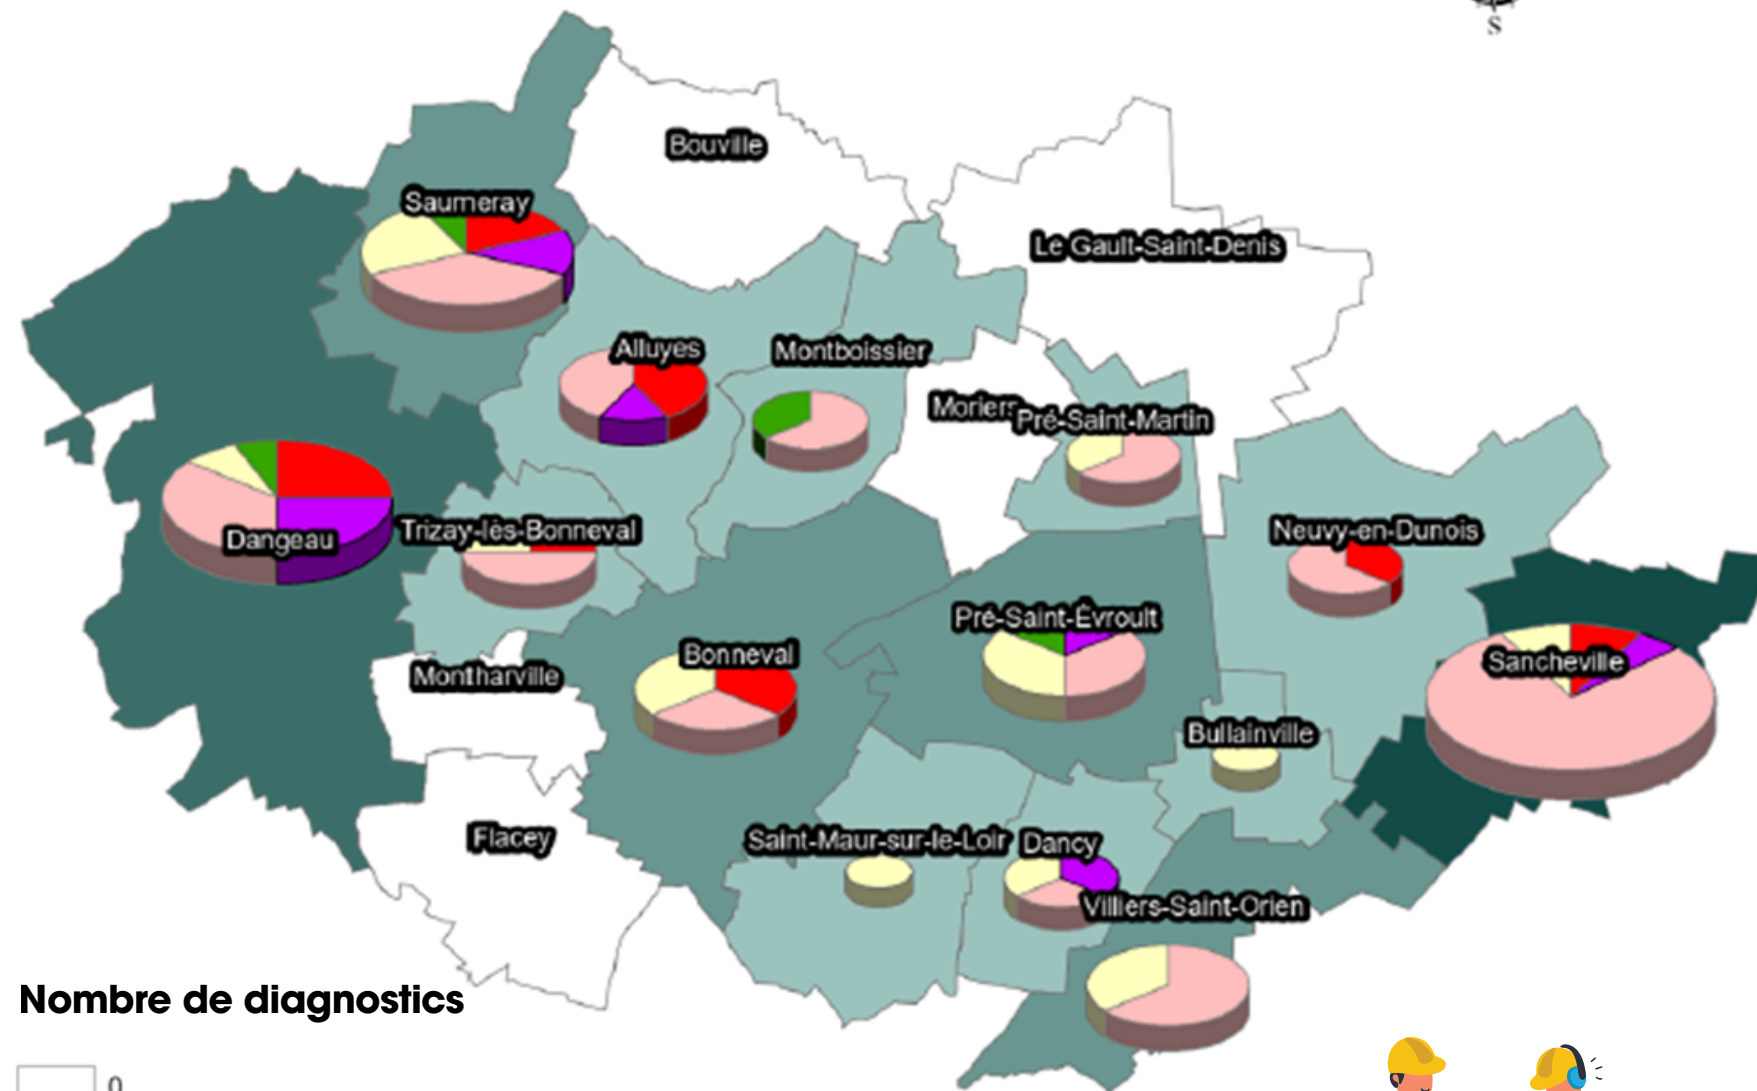 S
Bouville
Saumeray
Le Gault-Saint-Denis
Alluyes
Montboissier
Moriers
Pré-Saint-Martin
Dangeau
Trizay-lès-Bonneval
Neuvy-en-Dunois
Pré-Saint-Évroult
Bonneval
Sancheville
Montharville
Bullainville
Flacey
Saint-Maur-sur-le-Loir
Dancy
Villiers-Saint-Orien
Nombre de diagnostics
0